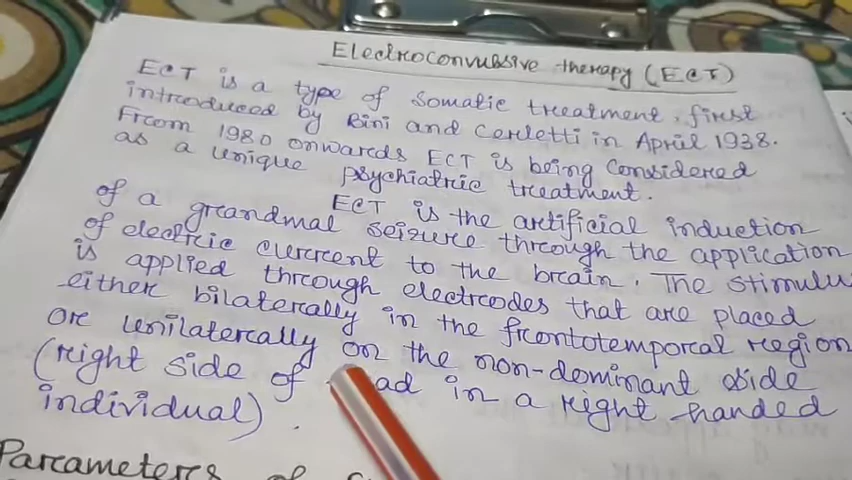 Electroconvulsive therapy (ECT)
ECT is a type of somatic treatment, first
introduced by Bini and Cerletti in April 1938.
From 1980 onwards ECT is being considered
as a unique psychiatric treatment.
ECT is the artificial induction
of a grandmal seizure through the application
of electric current to the brain. The stimulu
is applied through electrodes that are placed
either bilaterally in the frontotemporal region
or unilaterally on the non-dominant side
(right side of ad in a right handed
individual).
Parameters of